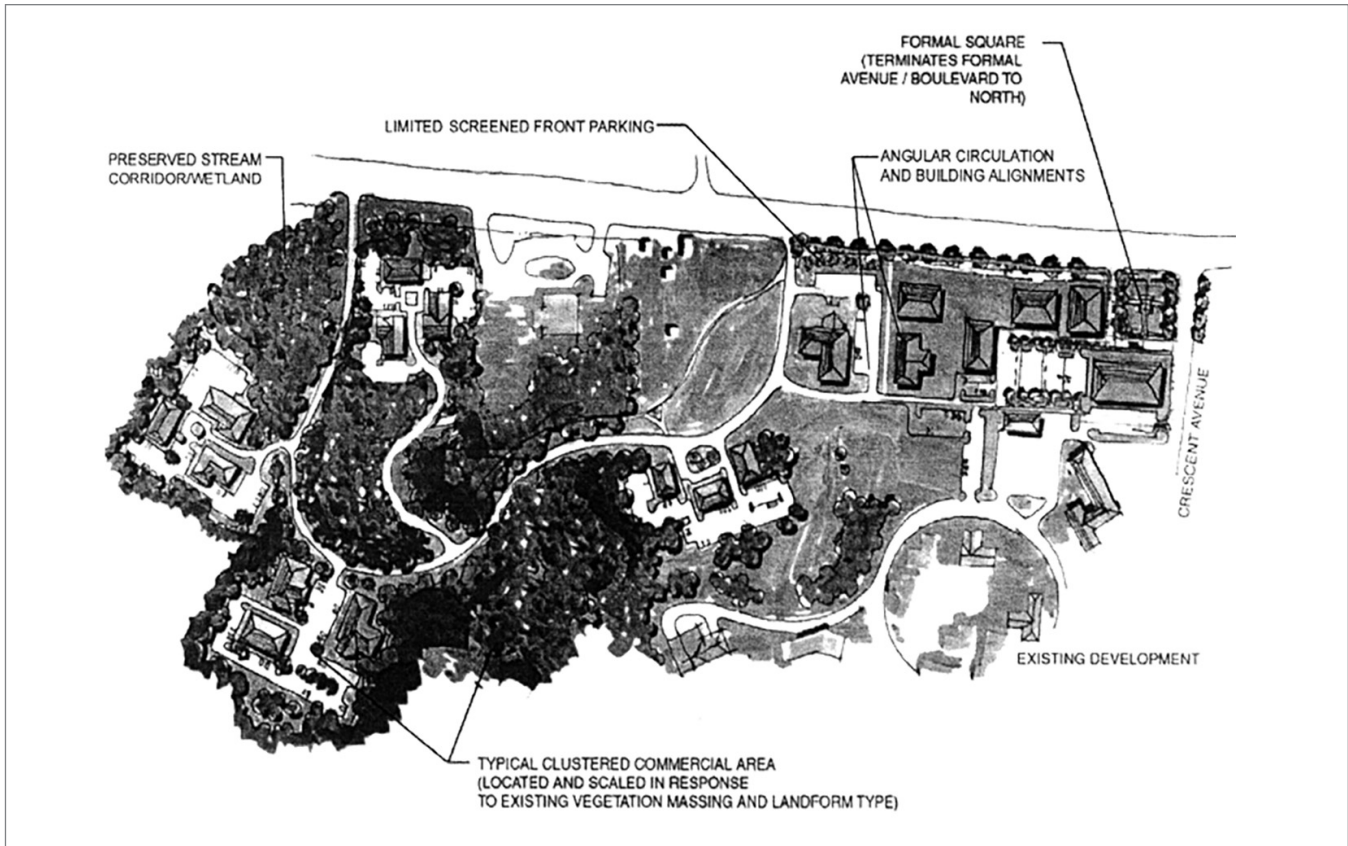 FORMAL SQUARE
(TERMINATES FORMAL
AVENUE / BOULEVARD TO
NORTH)
LIMITED SCREENED FRONT PARKING
PRESERVED STREAM
CORRIDOR/WETLAND
ANGULAR CIRCULATION
AND BUILDING ALIGNMENTS
CRESCENT AVENUE
EXISTING DEVELOPMENT
TYPICAL CLUSTERED COMMERCIAL AREA
(LOCATED AND SCALED IN RESPONSE
TO EXISTING VEGETATION MASSING AND LANDFORM TYPE)